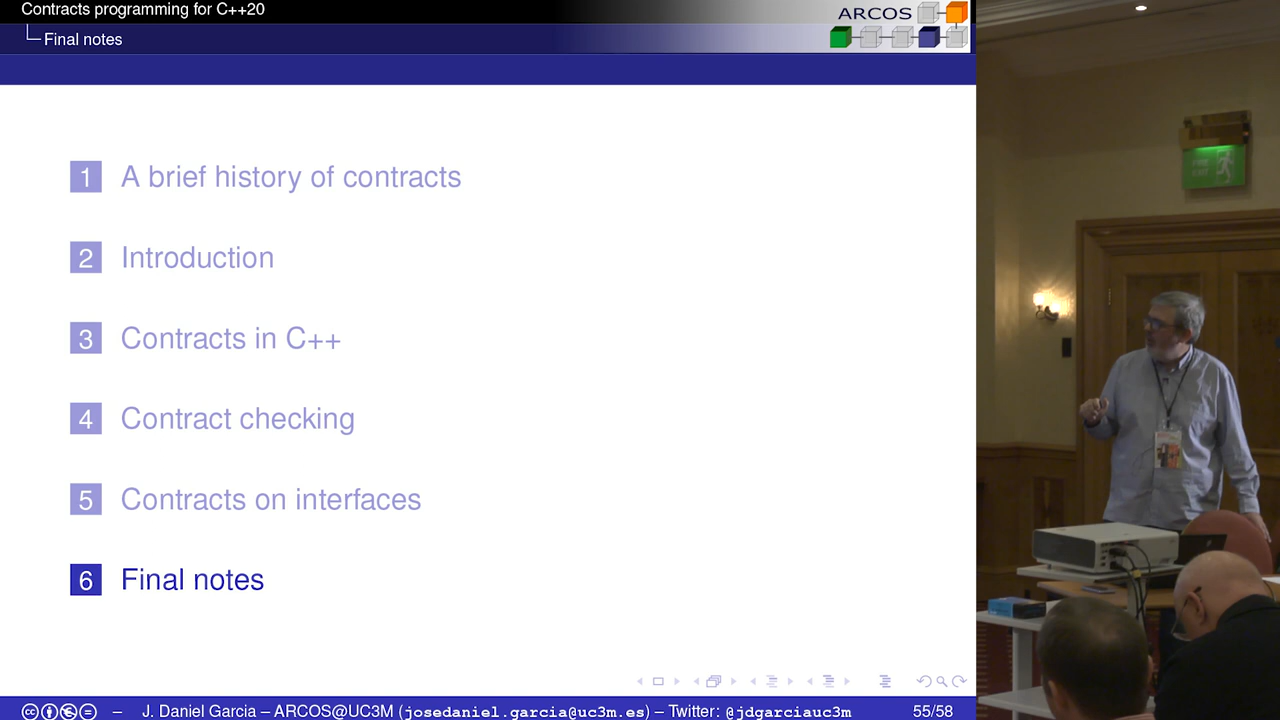 Contracts programming for C++20
Final notes
ARCOS
1 A brief history of contracts
2 Introduction
3 Contracts in C++
4 Contract checking
5 Contracts on interfaces
6 Final notes
– J. Daniel Garcia – ARCOS@UC3M (josedaniel.garcia@uc3m.es) – Twitter: @jdgarciauc3m 55/58
FIRE
EXIT